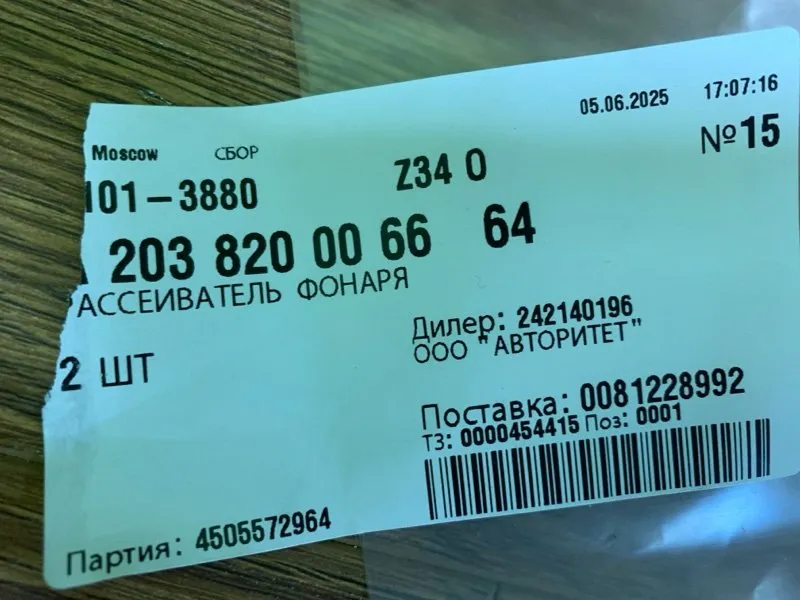 05.06.2025 17:07:16
Moscow СБОР
№15
101-3880 Z34 0
203 820 00 66 64
АССЕИВАТЕЛЬ ФОНАРЯ
2 ШТ
Дилер: 242140196
ООО "АВТОРИТЕТ"
Поставка: 0081228992
ТЗ: 0000454415 Поз: 0001
Партия: 4505572964